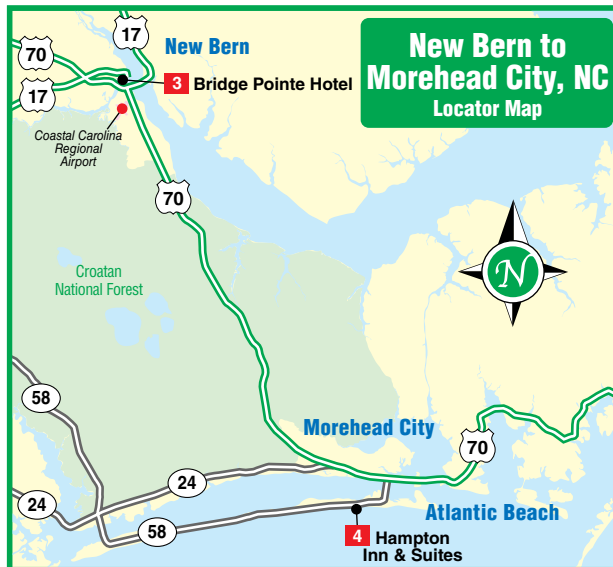 New Bern to
Morehead City, NC
Locator Map
17
70
New Bern
3 Bridge Pointe Hotel
17
Coastal Carolina
Regional
Airport
70
Croatan
National Forest
N
58
Morehead City
70
24
24
58
Atlantic Beach
4 Hampton
Inn & Suites